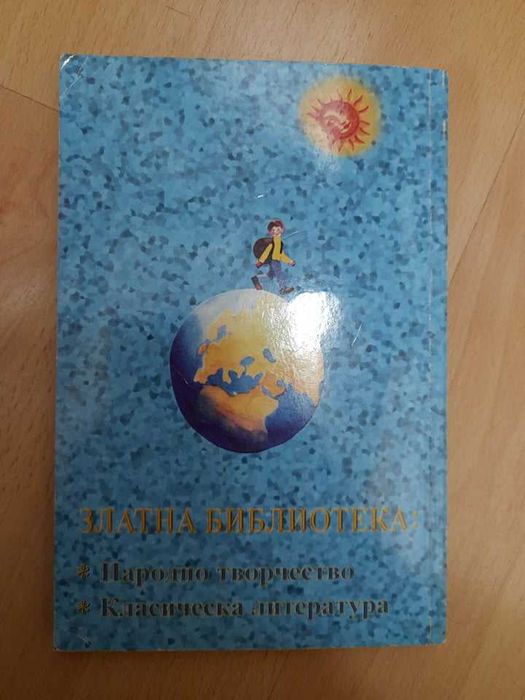 ЗЛАТНА БИБЛИОТЕКА:
* Народно творчество
* Класическа литература